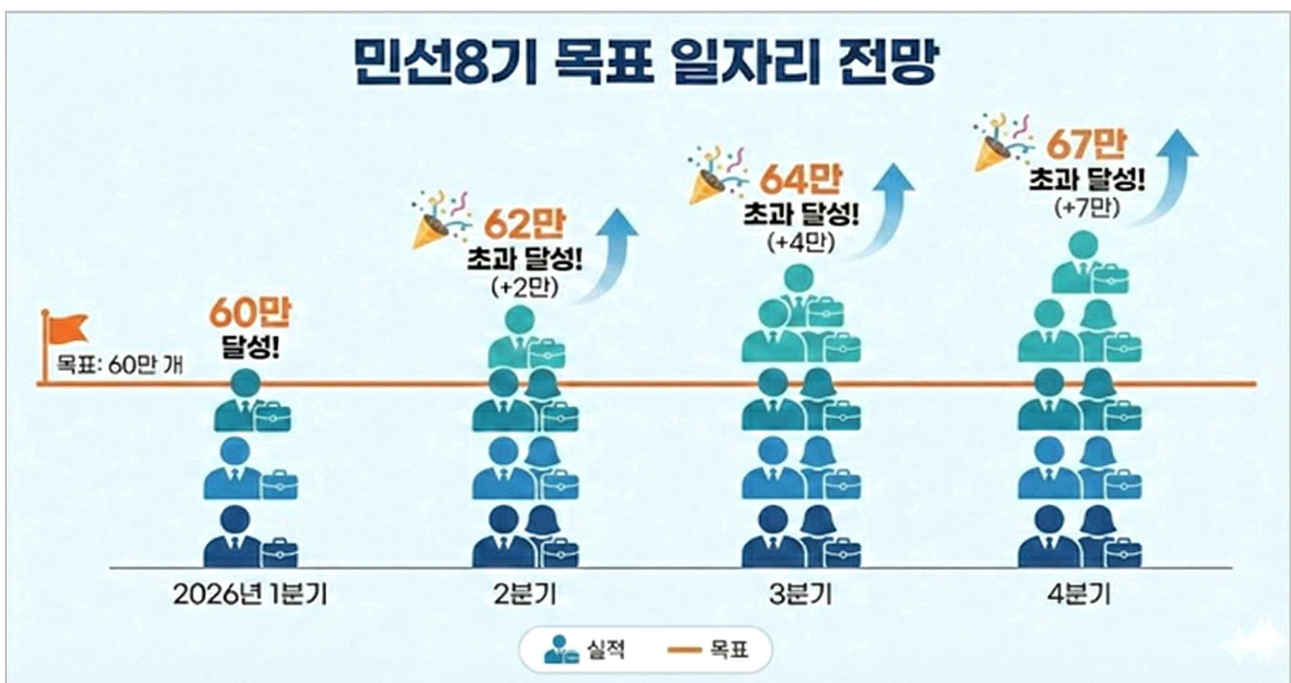 민선8기 목표 일자리 전망
목표: 60만 개
60만
달성!
62만
초과 달성!
(+2만)
64만
초과 달성!
(+4만)
67만
초과 달성!
(+7만)
2026년 1분기
2분기
3분기
4분기
실적
목표